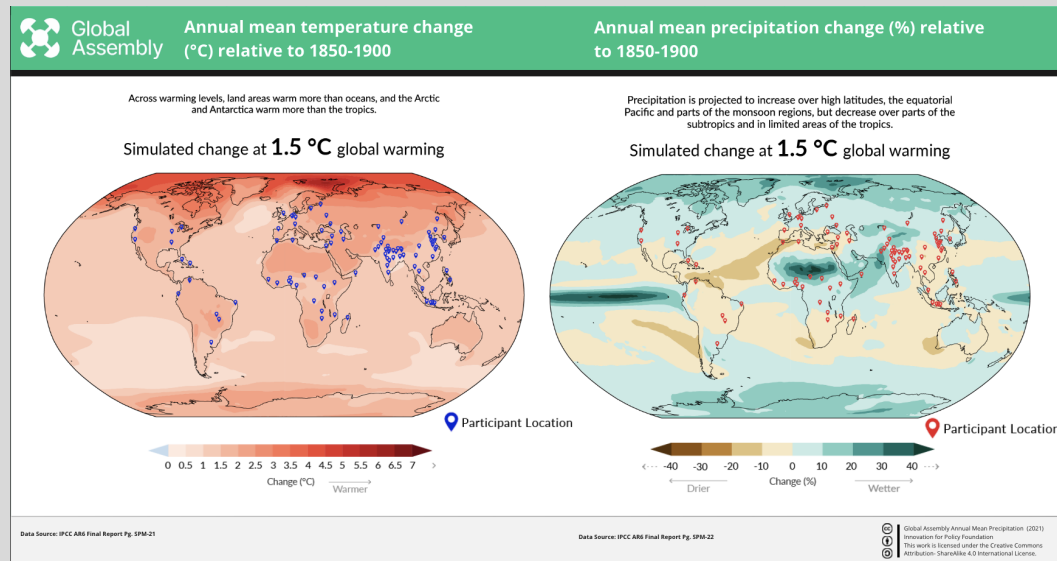 Global
Assembly
Annual mean temperature change
(°C) relative to 1850-1900
Annual mean precipitation change (%) relative
to 1850-1900
Across warming levels, land areas warm more than oceans, and the Arctic
and Antarctica warm more than the tropics.
Simulated change at 1.5 °C global warming
Participant Location
0 0.5 1 1.5 2 2.5 3 3.5 4 4.5 5 5.5 6 6.5 7
Change (°C)
Warmer
Precipitation is projected to increase over high latitudes, the equatorial
Pacific and parts of the monsoon regions, but decrease over parts of the
subtropics and in limited areas of the tropics.
Simulated change at 1.5 °C global warming
Participant Location
-40 -30 -20 -10 0 10 20 30 40
Drier
Change (%)
Wetter
Data Source: IPCC AR6 Final Report Pg. SPM-21
Data Source: IPCC AR6 Final Report Pg. SPM-22
cc
Global Assembly Annual Mean Precipitation (2021)
Innovation for Policy Foundation
This work is licensed under the Creative Commons
Attribution- ShareAlike 4.0 International License.